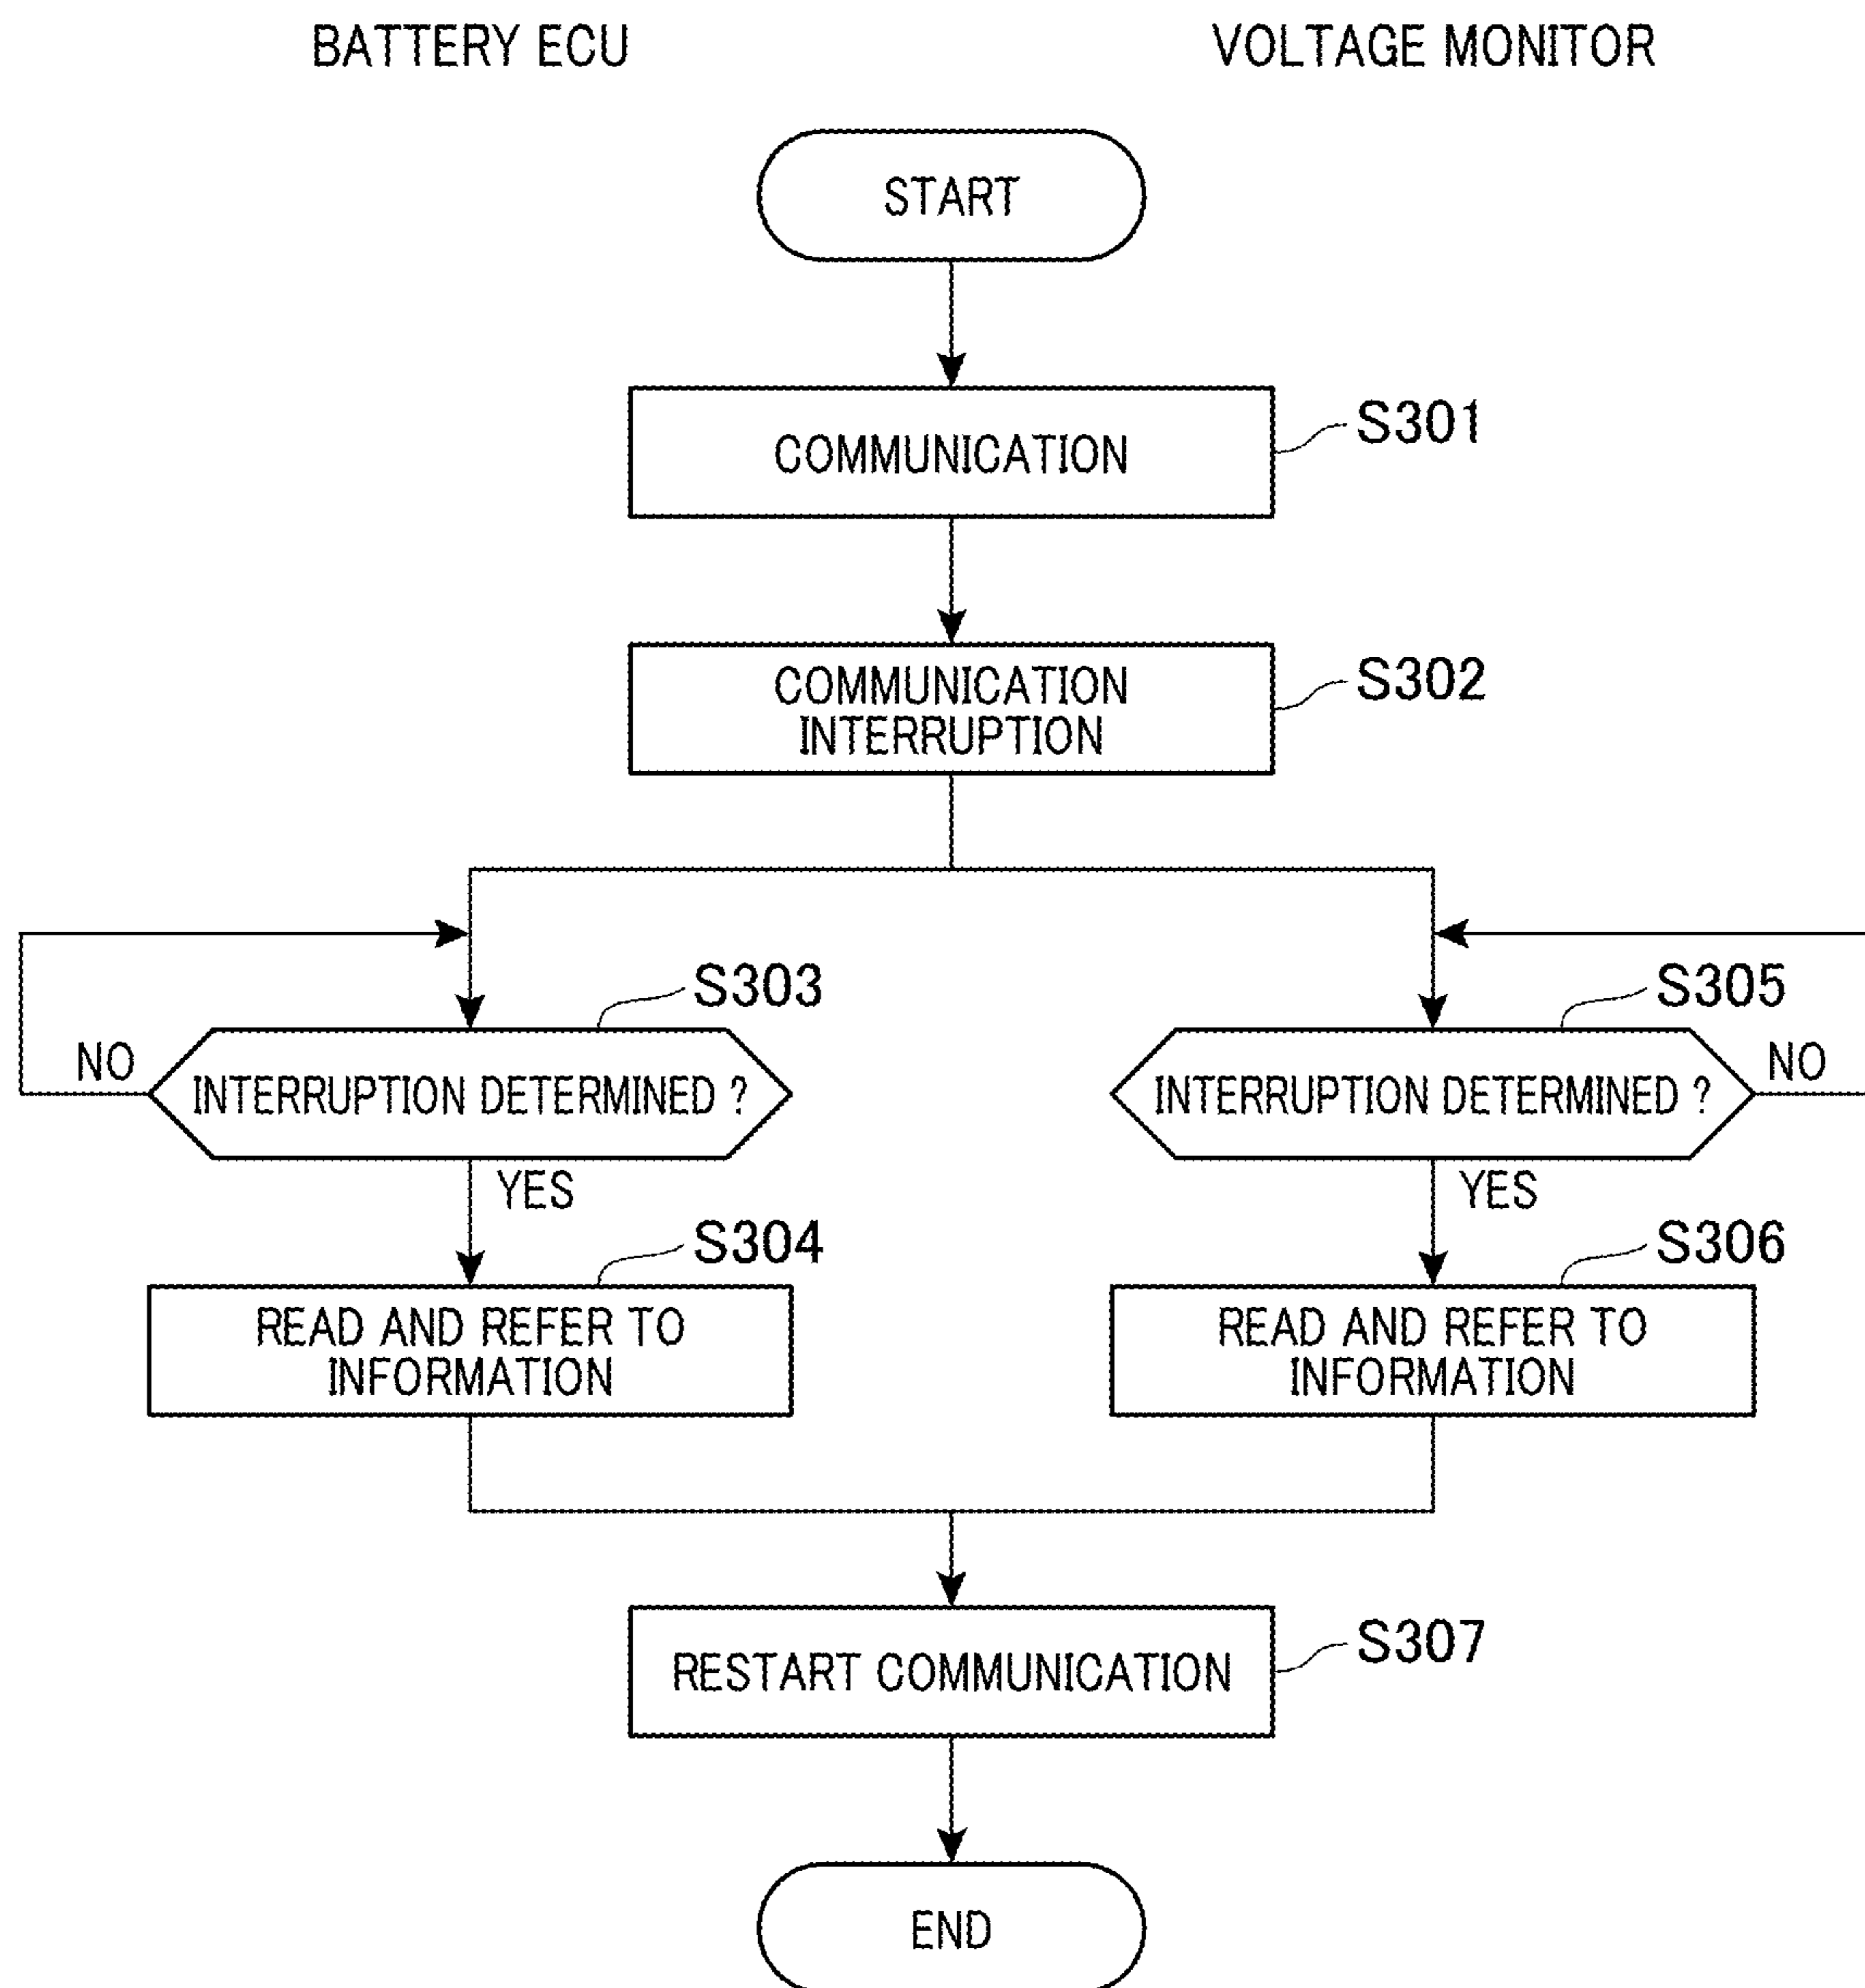 BATTERY ECU
VOLTAGE MONITOR
START
COMMUNICATION
S301
COMMUNICATION
INTERRUPTION
S302
S303
S305
NO
INTERRUPTION DETERMINED ?
INTERRUPTION DETERMINED ?
NO
YES
YES
S304
S306
READ AND REFER TO
INFORMATION
READ AND REFER TO
INFORMATION
RESTART COMMUNICATION
S307
END